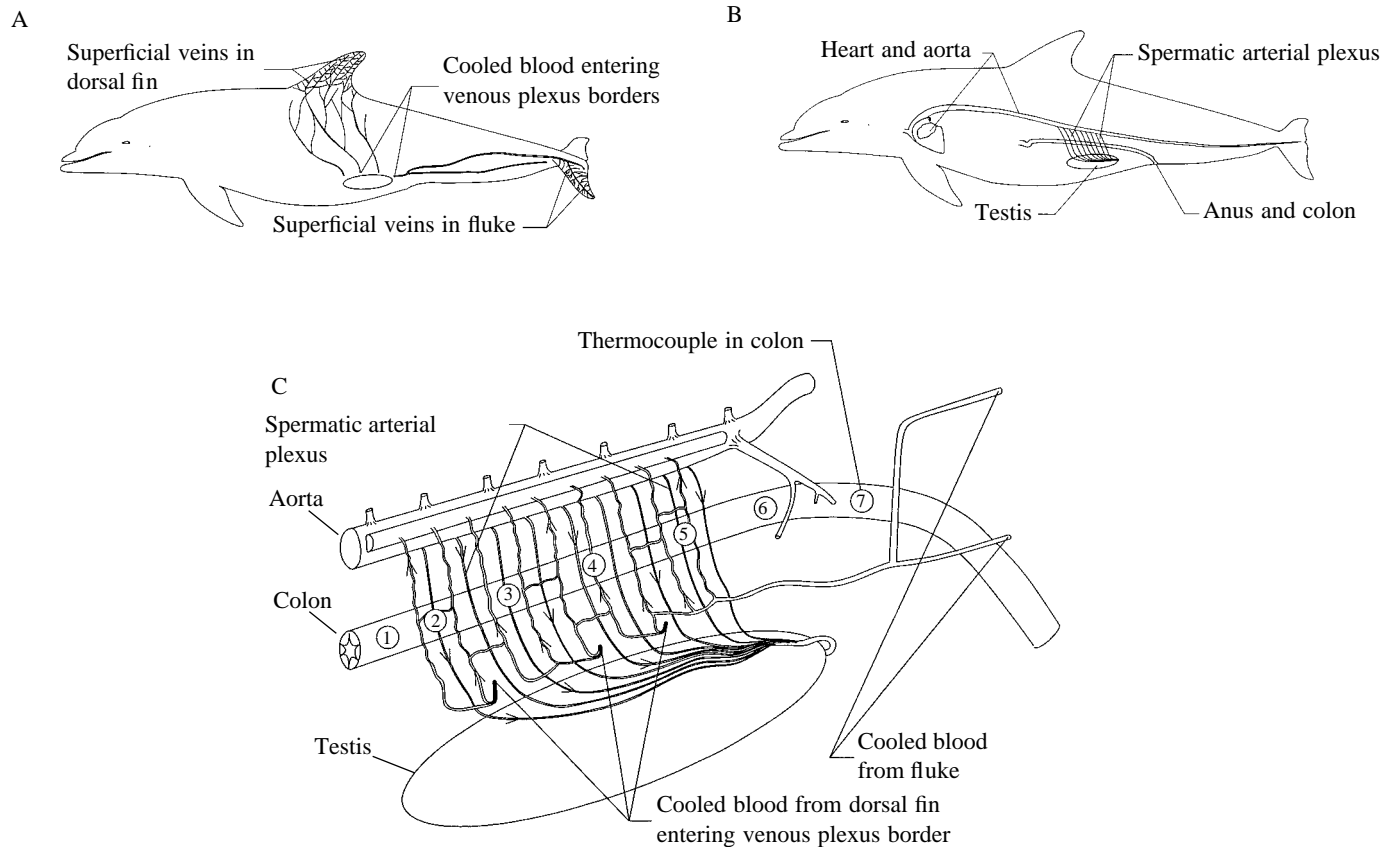 A
Superficial veins in
dorsal fin
Cooled blood entering
venous plexus borders
Superficial veins in fluke
B
Heart and aorta
Spermatic arterial plexus
Testis
Anus and colon
C
Thermocouple in colon
Spermatic arterial
plexus
Aorta
Colon
1
2
3
4
5
6
7
Testis
Cooled blood
from fluke
Cooled blood from dorsal fin
entering venous plexus border